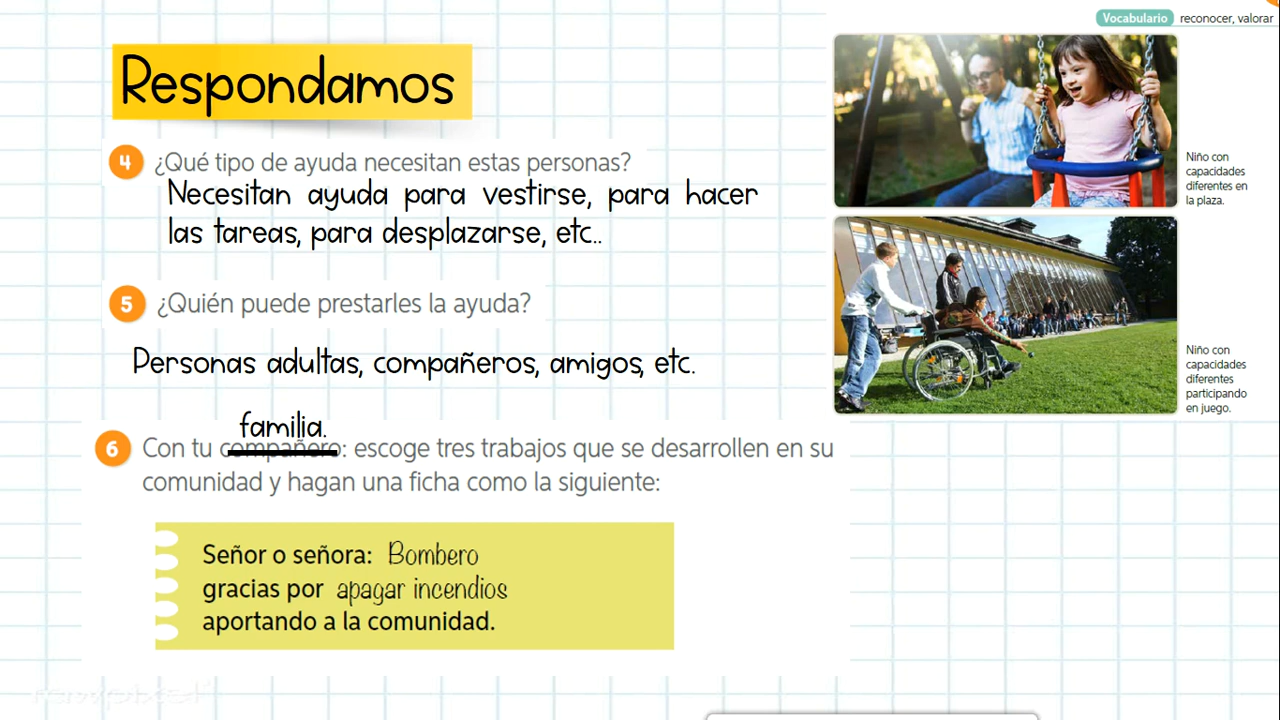 Vocabulario reconocer, valorar
Respondamos
4 ¿Qué tipo de ayuda necesitan estas personas?
Necesitan ayuda para vestirse, para hacer
las tareas, para desplazarse, etc..
5 ¿Quién puede prestarles la ayuda?
Personas adultas, compañeros, amigos, etc.
familia.
6 Con tu compañero: escoge tres trabajos que se desarrollen en su
comunidad y hagan una ficha como la siguiente:
Señor o señora: Bombero
gracias por apagar incendios
aportando a la comunidad.
Niño con
capacidades
diferentes en
la plaza.
Niño con
capacidades
diferentes
participando
en juego.
rawpixel